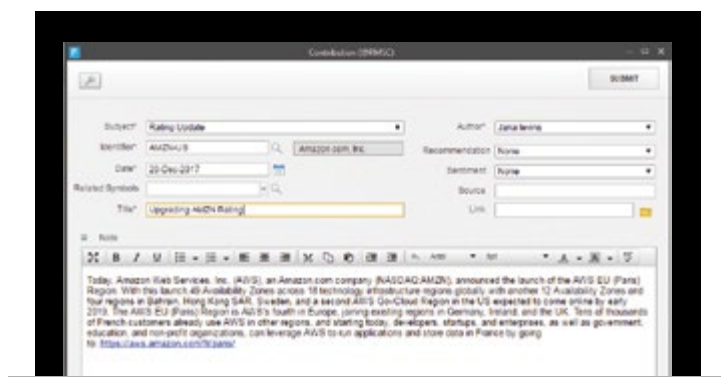 Contribution (IRMSC)
SUBMIT
Subject* Rating Update Author*
Identifier* AMZN-US Amazon.com, Inc. Recommendation None
Date* 20-Dec-2017 Sentiment None
Related Symbols Source
Title* Upgrading AMZN Rating Link
Note
B I U
Today, Amazon Web Services, Inc. (AWS), an Amazon.com company (NASDAQ:AMZN), announced the launch of the AWS EU (Paris)
Region. With this launch 49 Availability Zones across 18 technology infrastructure regions globally, with another 12 Availability Zones and
four regions in Bahrain, Hong Kong SAR, Sweden, and a second AWS GovCloud Region in the US expected to come online by early
2019. The AWS EU (Paris) Region is AWS's fourth in Europe, joining existing regions in Germany, Ireland, and the UK. Tens of thousands
of French customers already use AWS in other regions, and starting today, developers, startups, and enterprises, as well as government,
education, and non-profit organizations, can leverage AWS to run applications and store data in France by going
to: https://aws.amazon.com/fr/paris/